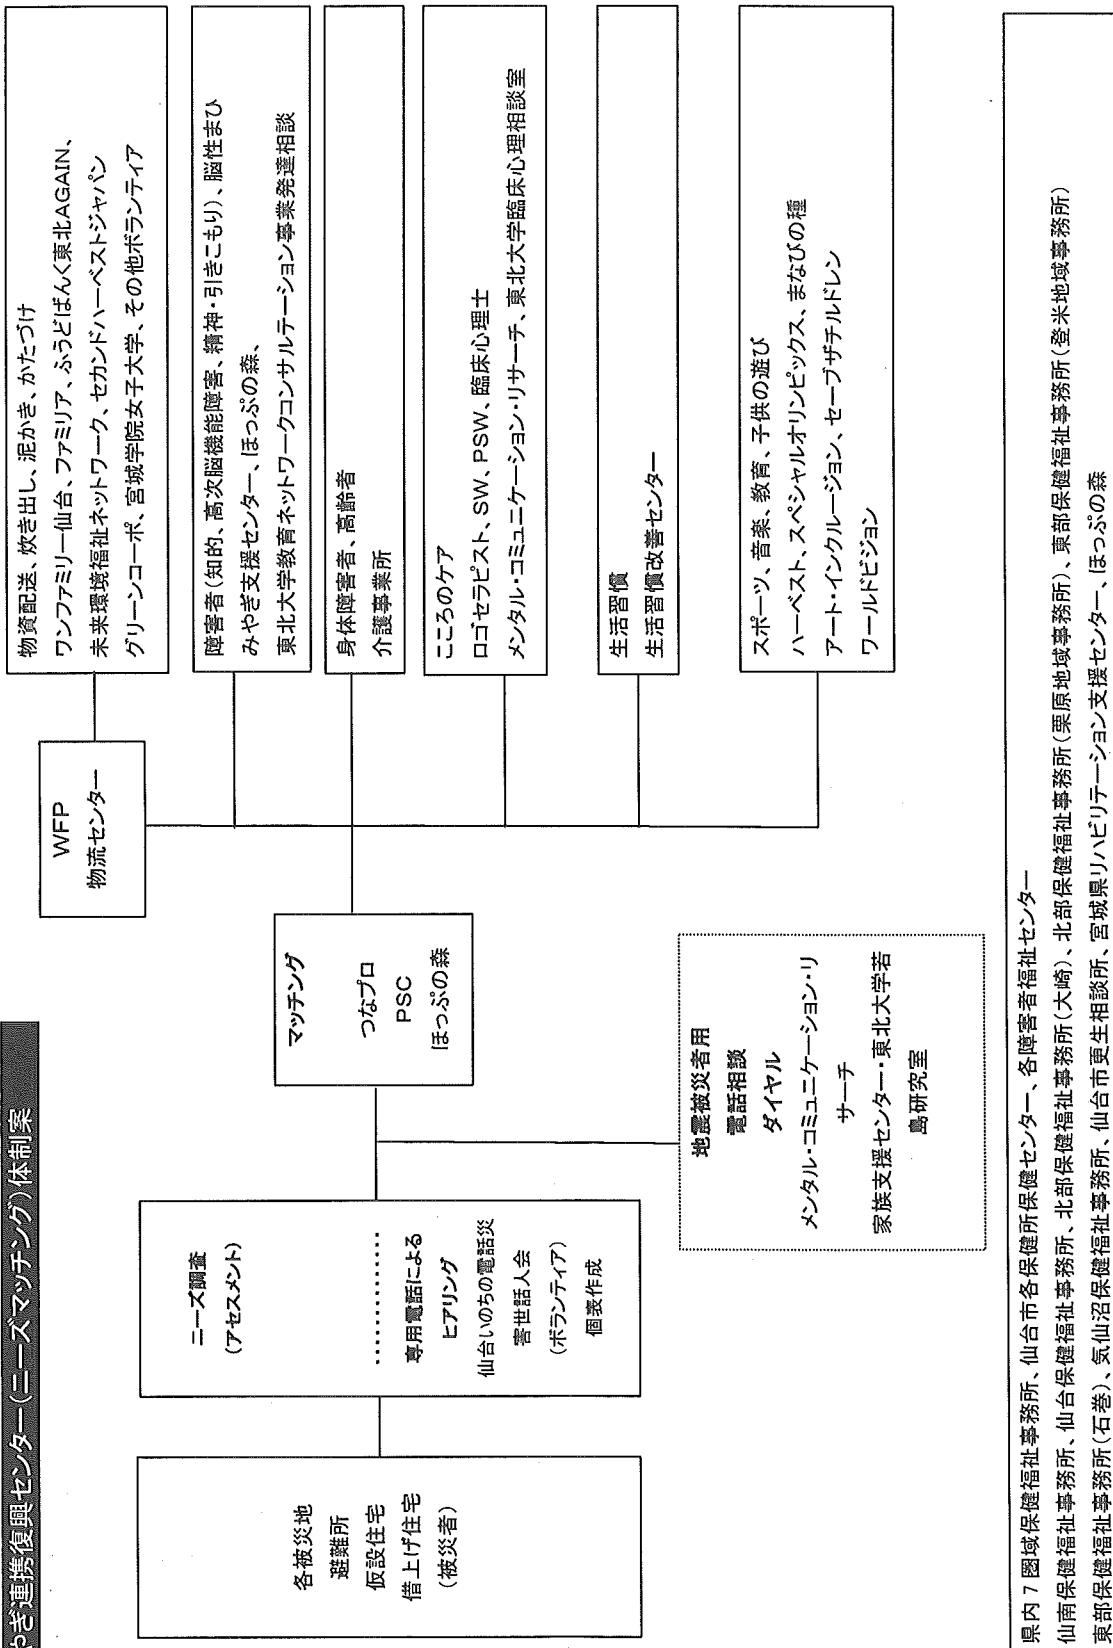 やぎ連携復興センター(ニーズマッチング)体制案
各被災地
避難所
仮設住宅
借上げ住宅
(被災者)
ニーズ調査
(アセスメント)
…………
専用電話による
ヒアリング
仙台いのちの電話災
害世話人会
(ボランティア)
個表作成
マッチング
つなプロ
PSC
ほっぷの森
地震被災者用
電話相談
ダイヤル
メンタル・コミュニケーション・リ
サーチ
家族支援センター・東北大学若
島研究室
WFP
物流センター
物資配送、炊き出し、泥かき、かたづけ
ワンファミリー仙台、ファミリア、ふうどばんく東北AGAIN、
未来環境福祉ネットワーク、セカンドハーベストジャパン
グリーンコーポ、宮城学院女子大学、その他ボランティア
障害者(知的、高次脳機能障害、精神・引きこもり)、脳性まひ
みやぎ支援センター、ほっぷの森、
東北大学教育ネットワークコンサルテーション事業発達相談
身体障害者、高齢者
介護事業所
こころのケア
ロゴセラピスト、SW、PSW、臨床心理士
メンタル・コミュニケーション・リサーチ、東北大学臨床心理相談室
生活習慣
生活習慣改善センター
スポーツ、音楽、教育、子供の遊び
ハーベスト、スペシャルオリンピックス、まなびの種
アート・インクルージョン、セーブザチルドレン
ワールドビジョン
県内7圏域保健福祉事務所、仙台市各保健所保健センター、各障害者福祉センター
仙南保健福祉事務所、仙台保健福祉事務所、北部保健福祉事務所(大崎)、北部保健福祉事務所(栗原地域事務所)、東部保健福祉事務所(登米地域事務所)
東部保健福祉事務所(石巻)、気仙沼保健福祉事務所、仙台市更生相談所、宮城県リハビリテーション支援センター、ほっぷの森